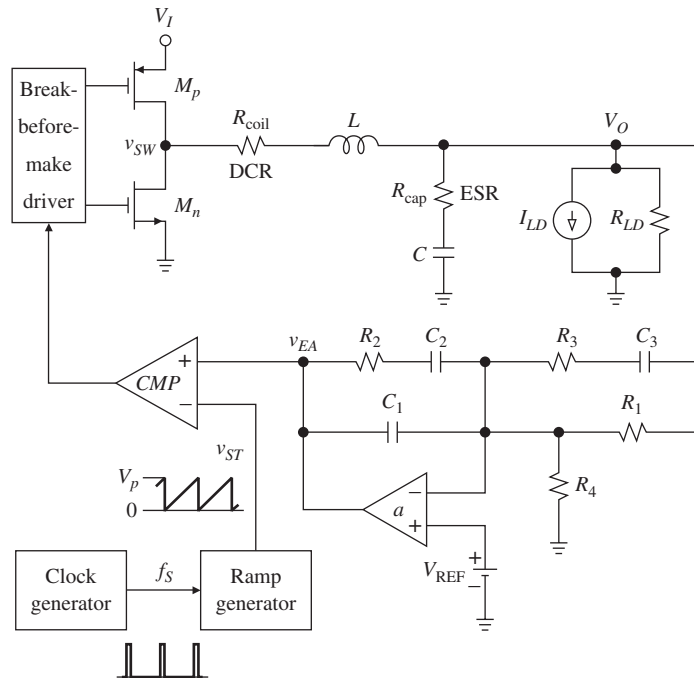 V_I
Break-
before-
make
driver
M_p
v_SW
R_coil
DCR
L
V_O
M_n
R_cap
ESR
C
I_LD
R_LD
v_EA
R_2
C_2
R_3
C_3
CMP
+
−
C_1
R_1
v_ST
V_p
0
a
−
+
R_4
V_REF
+
−
Clock
generator
f_S
Ramp
generator